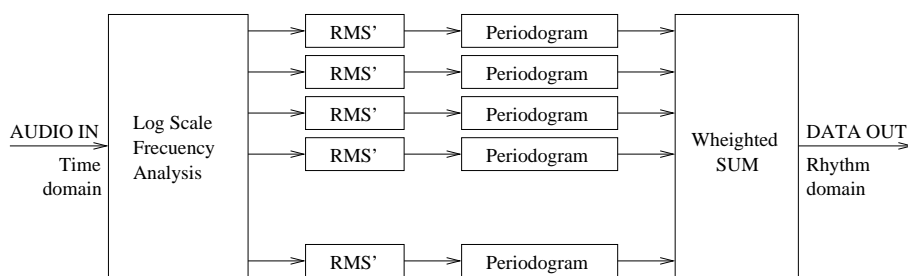 RMS’ Periodogram
RMS’ Periodogram
RMS’ Periodogram
RMS’ Periodogram
RMS’ Periodogram
AUDIO IN
Time
domain
Log Scale
Frecuency
Analysis
Wheighted
SUM
DATA OUT
Rhythm
domain